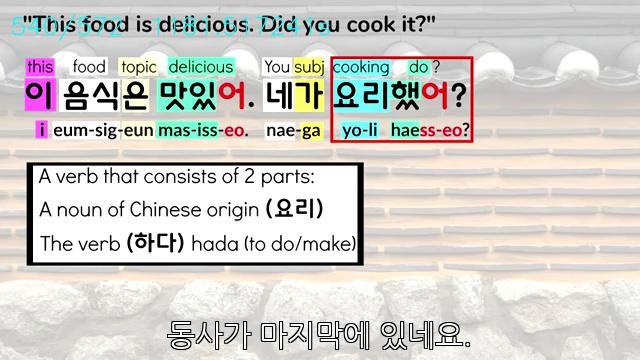 "This food is delicious. Did you cook it?"
this food topic delicious You subj cooking do ?
이 음식은 맛있어. 네가 요리했어?
i eum-sig-eun mas-iss-eo. nae-ga yo-li haess-eo?
A verb that consists of 2 parts:
A noun of Chinese origin (요리)
The verb (하다) hada (to do/make)
동사가 마지막에 있네요.